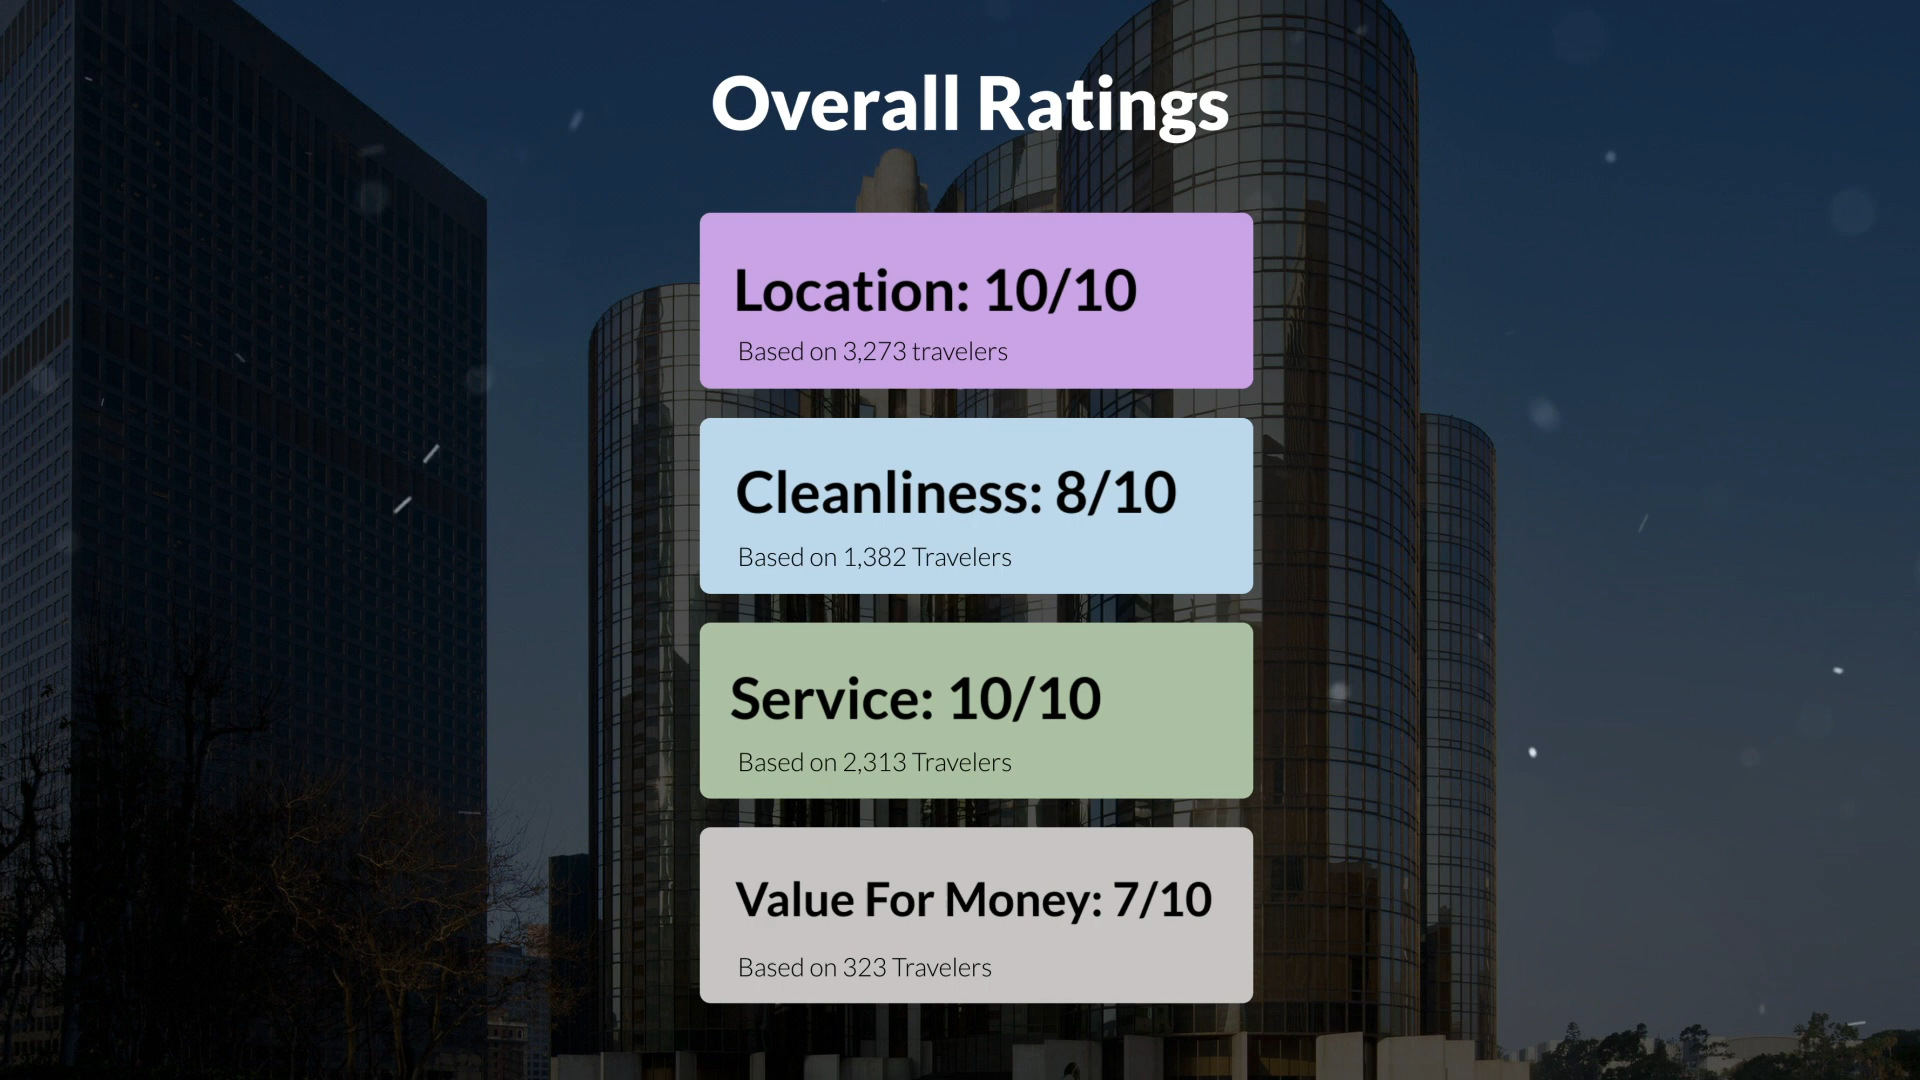 Overall Ratings
Location: 10/10
Based on 3,273 travelers
Cleanliness: 8/10
Based on 1,382 Travelers
Service: 10/10
Based on 2,313 Travelers
Value For Money: 7/10
Based on 323 Travelers